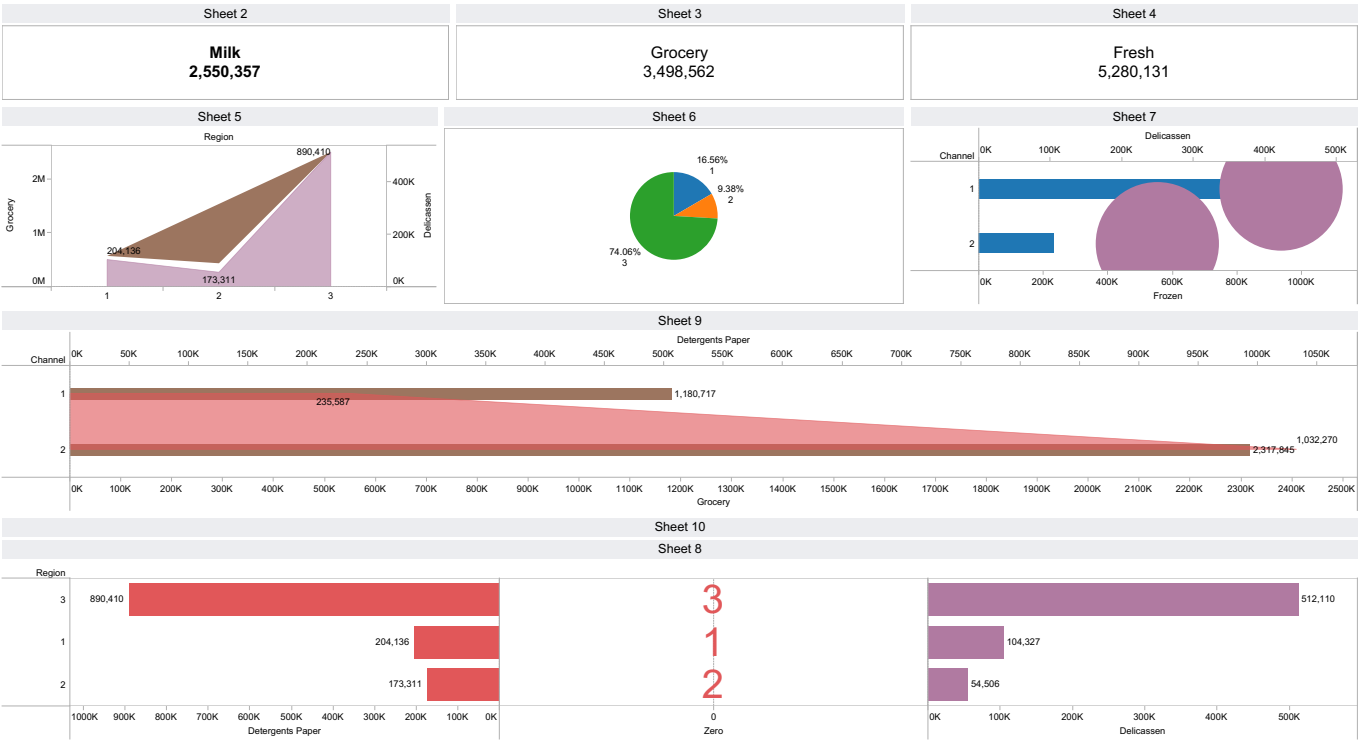 Sheet 2
Milk
2,550,357
Sheet 3
Grocery
3,498,562
Sheet 4
Fresh
5,280,131
Sheet 5
Region
890,410
2M
1M
0M
Grocery
204,136
173,311
400K
200K
0K
Delicassen
1 2 3
Sheet 6
16.56%
1
9.38%
2
74.06%
3
Sheet 7
Delicassen
Channel 0K 100K 200K 300K 400K 500K
1
2
0K 200K 400K 600K 800K 1000K
Frozen
Sheet 9
Detergents Paper
Channel 0K 50K 100K 150K 200K 250K 300K 350K 400K 450K 500K 550K 600K 650K 700K 750K 800K 850K 900K 950K 1000K 1050K
1 1,180,717
235,587
1,032,270
2 2,317,845
0K 100K 200K 300K 400K 500K 600K 700K 800K 900K 1000K 1100K 1200K 1300K 1400K 1500K 1600K 1700K 1800K 1900K 2000K 2100K 2200K 2300K 2400K 2500K
Grocery
Sheet 10
Sheet 8
Region
3 890,410 3 512,110
1 204,136 1 104,327
2 173,311 2 54,506
1000K 900K 800K 700K 600K 500K 400K 300K 200K 100K 0K 0 0K 100K 200K 300K 400K 500K
Detergents Paper Zero Delicassen